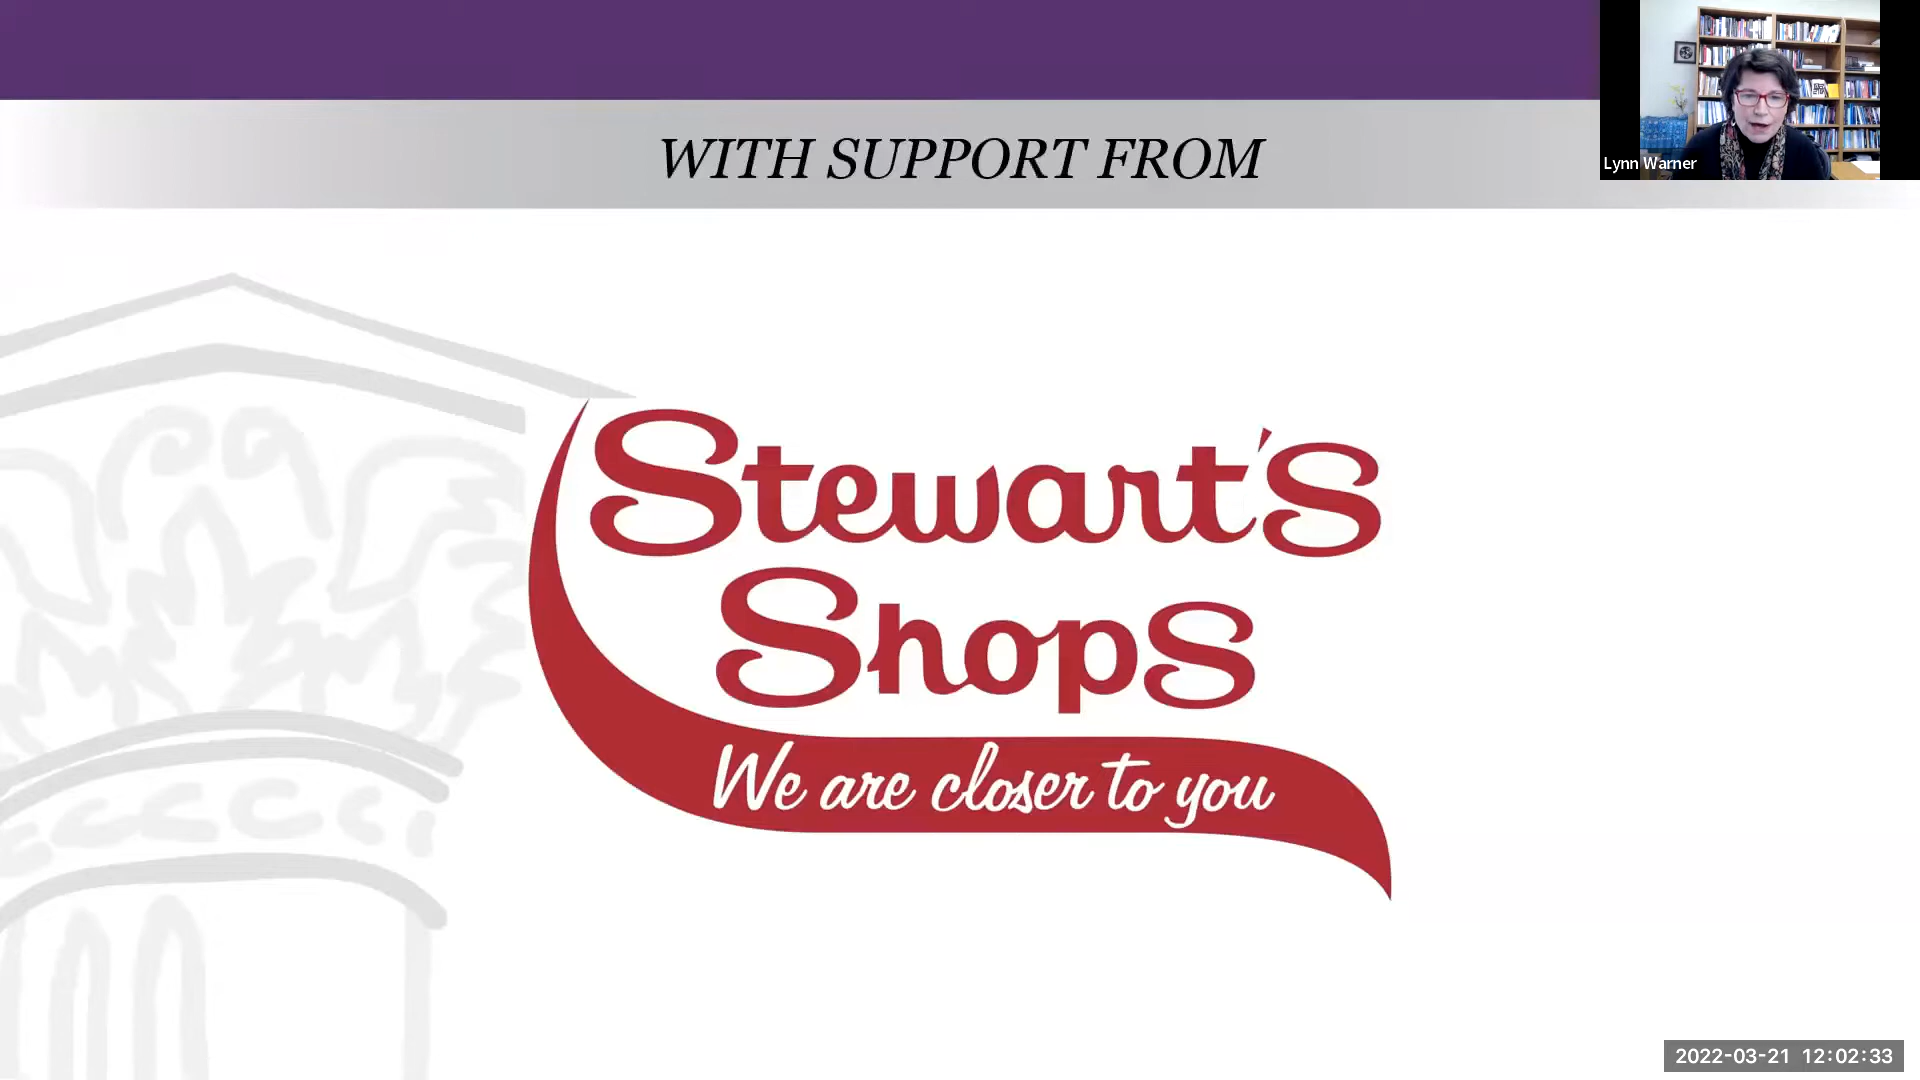 WITH SUPPORT FROM
Lynn Warner
Stewart's
Shops
We are closer to you
2022-03-21 12:02:33